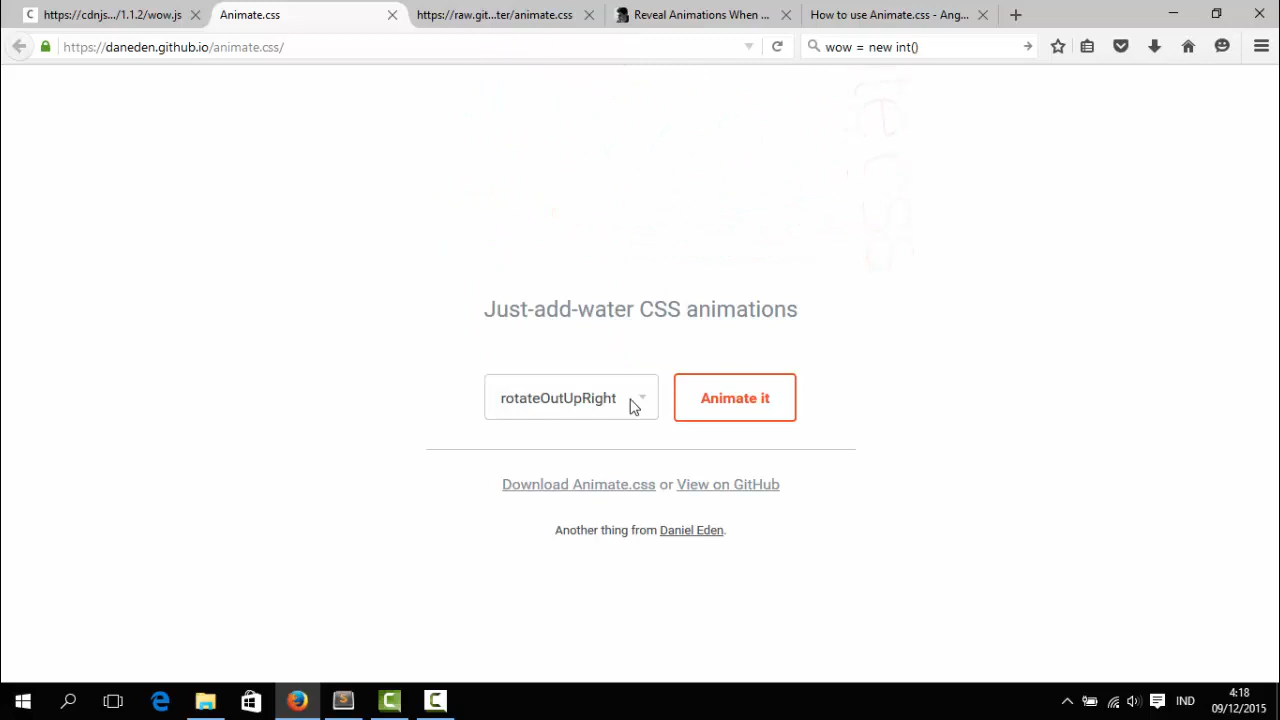 https://cdnjs.../1.1.2/wow.js
Animate.css
https://raw.git...ter/animate.css
Reveal Animations When ...
How to use Animate.css - Ang...
https://daneden.github.io/animate.css/
wow = new int()
Just-add-water CSS animations
rotateOutUpRight
Animate it
Download Animate.css or View on GitHub
Another thing from Daniel Eden.
IND
4:18
09/12/2015